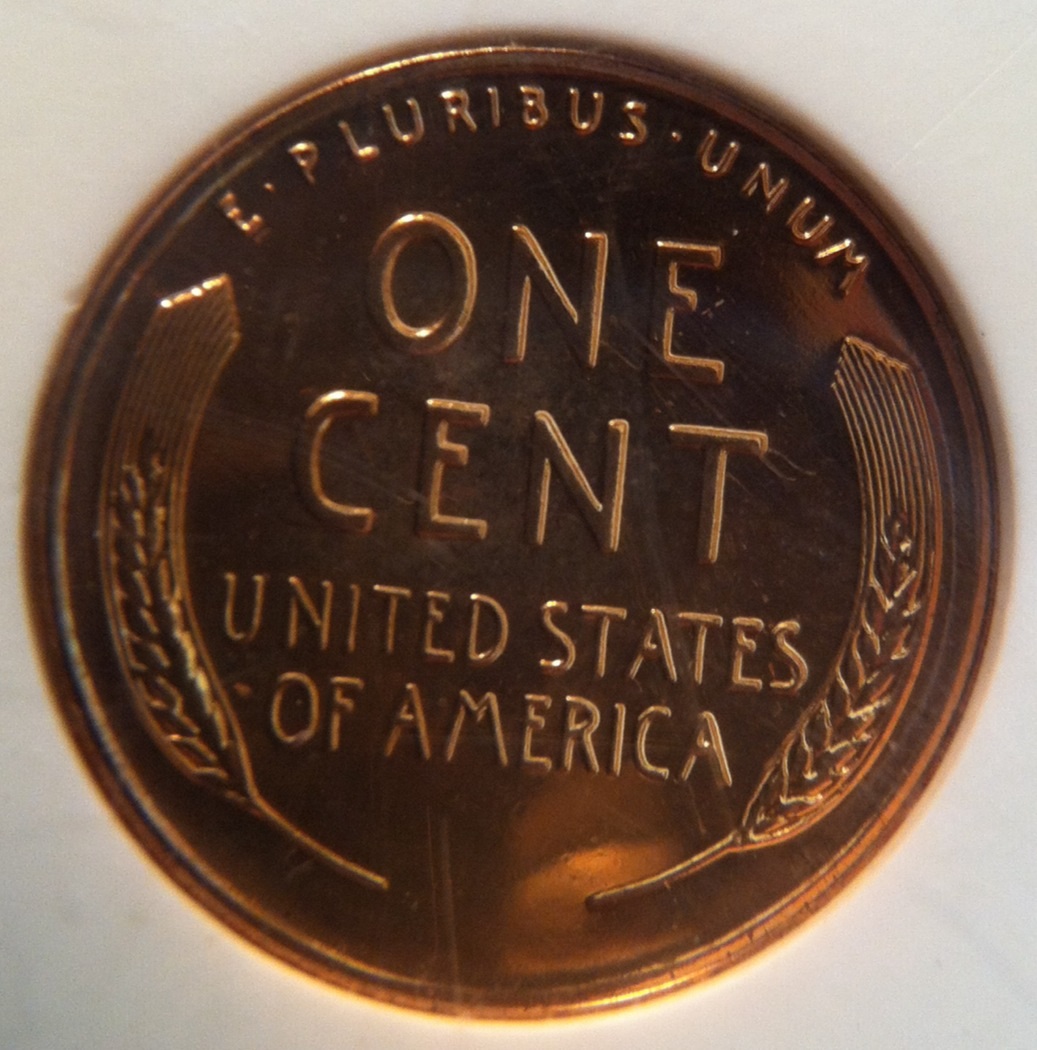 E·PLURIBUS·UNUM
ONE
CENT
UNITED STATES
OF AMERICA